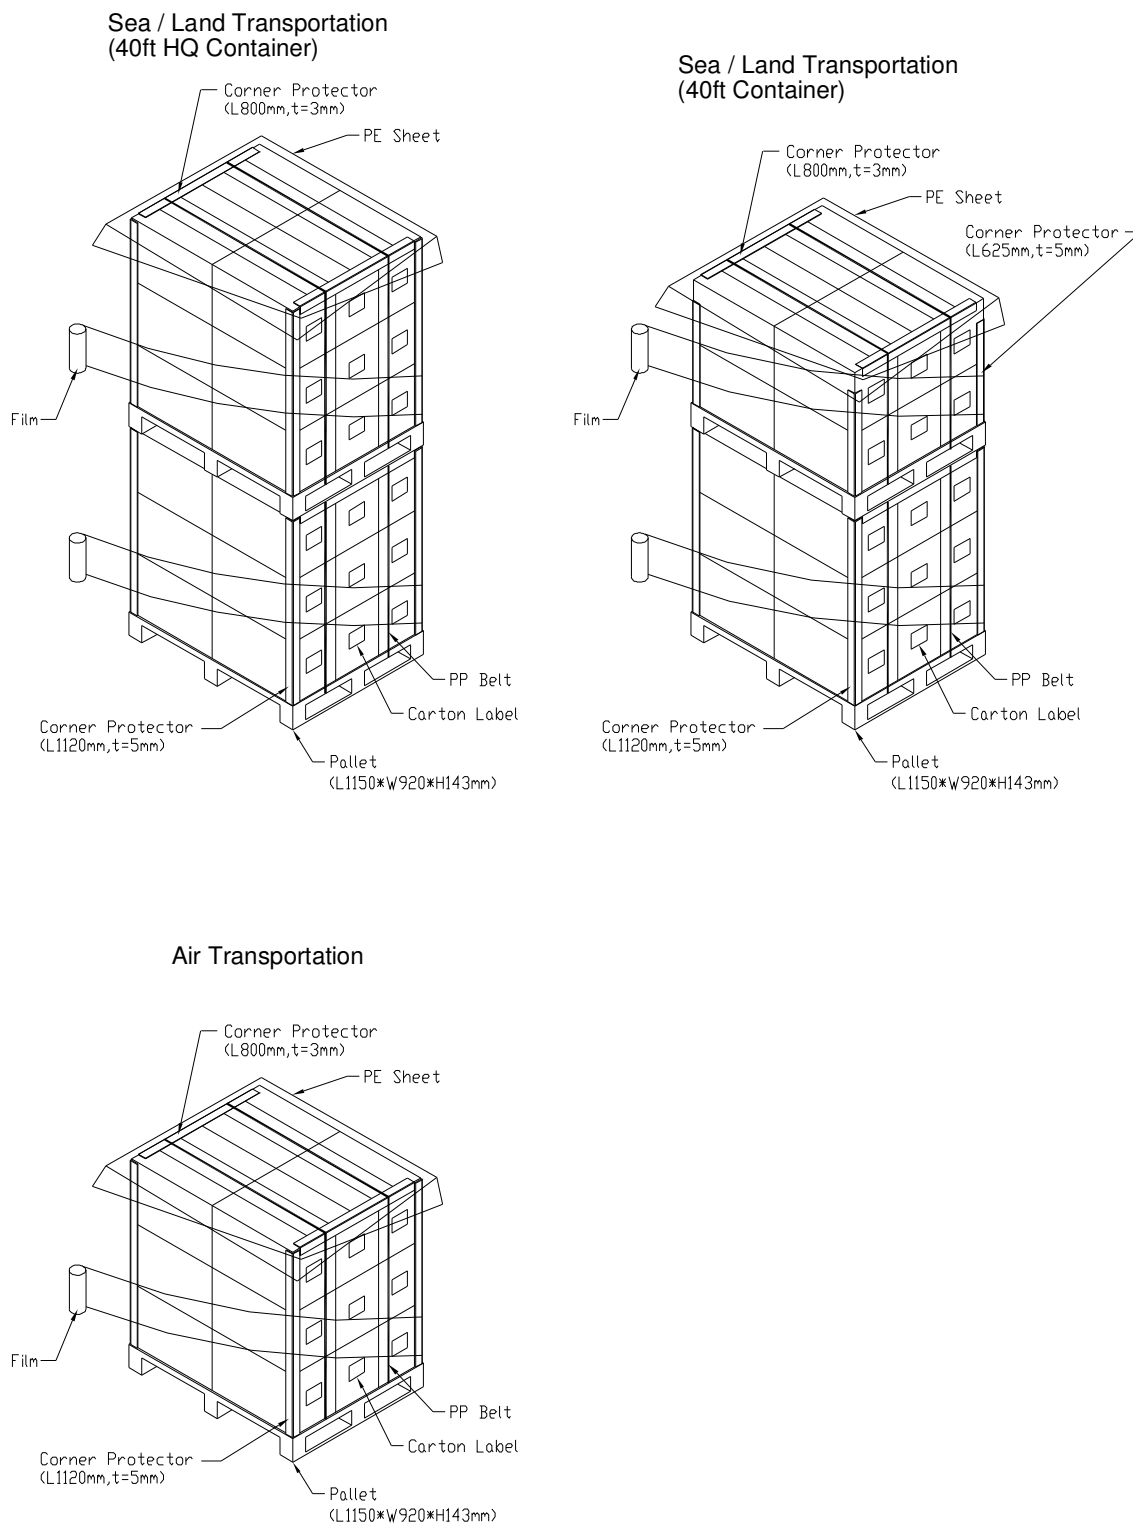 Sea / Land Transportation
(40ft HQ Container)
Corner Protector
(L800mm,t=3mm)
PE Sheet
Film
PP Belt
Carton Label
Corner Protector
(L1120mm,t=5mm)
Pallet
(L1150*W920*H143mm)
Sea / Land Transportation
(40ft Container)
Corner Protector
(L800mm,t=3mm)
PE Sheet
Corner Protector
(L625mm,t=5mm)
Film
PP Belt
Carton Label
Corner Protector
(L1120mm,t=5mm)
Pallet
(L1150*W920*H143mm)
Air Transportation
Corner Protector
(L800mm,t=3mm)
PE Sheet
Film
PP Belt
Carton Label
Corner Protector
(L1120mm,t=5mm)
Pallet
(L1150*W920*H143mm)